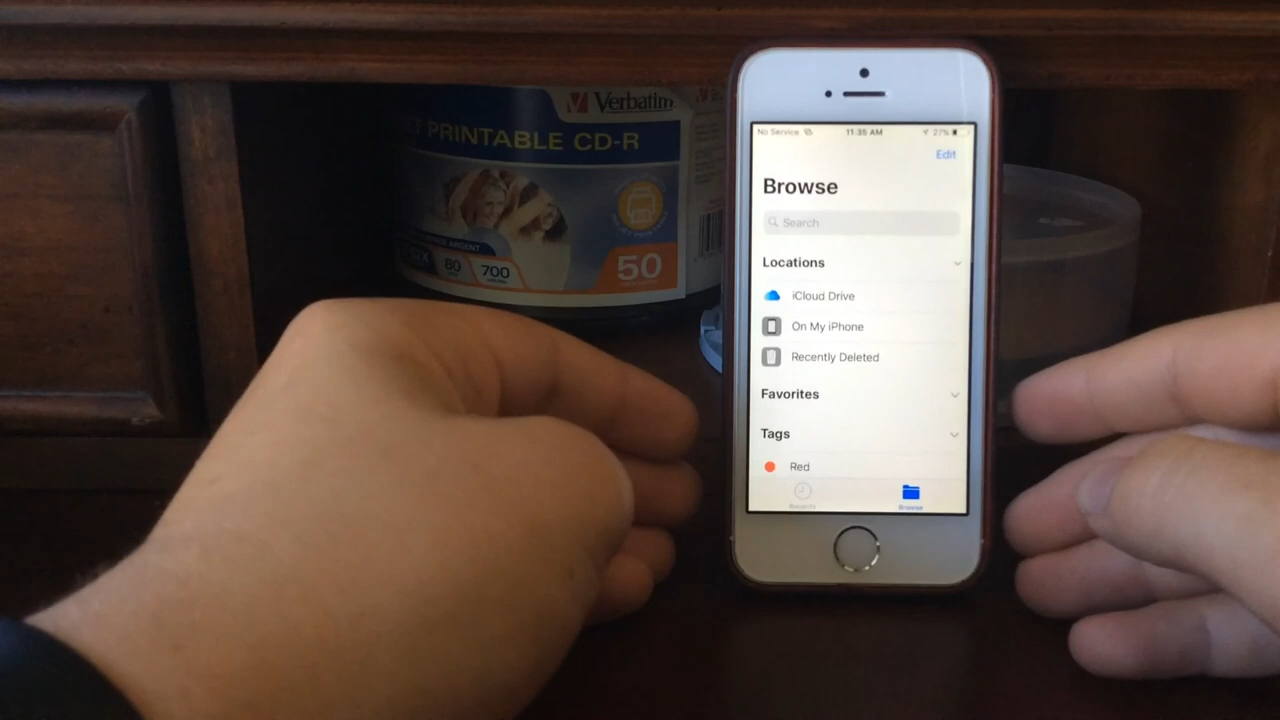 Verbatim
PRINTABLE CD-R
ARGENT
80
700
50
No Service
11:35 AM
27%
Edit
Browse
Search
Locations
iCloud Drive
On My iPhone
Recently Deleted
Favorites
Tags
Red
Recents
Browse